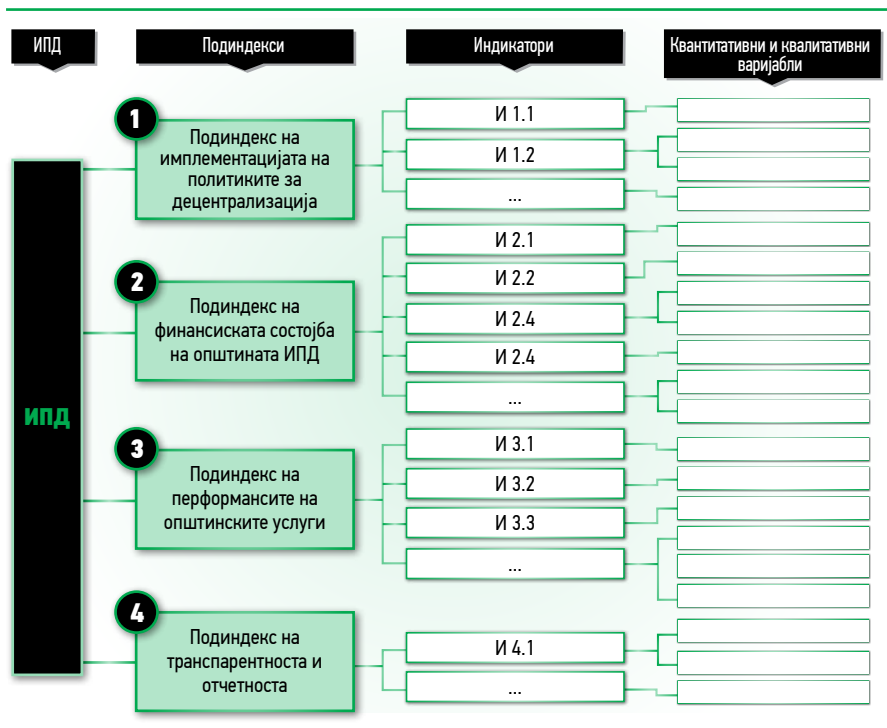 ИПД
Подиндекси
Индикатори
Квантитативни и квалитативни
варијабли
ИПД
1
Подиндекс на
имплементацијата на
политиките за
децентрализација
И 1.1
И 1.2
...
2
Подиндекс на
финансиската состојба
на општината ИПД
И 2.1
И 2.2
И 2.4
И 2.4
...
3
Подиндекс на
перформансите на
општинските услуги
И 3.1
И 3.2
И 3.3
...
4
Подиндекс на
транспарентноста и
отчетноста
И 4.1
...